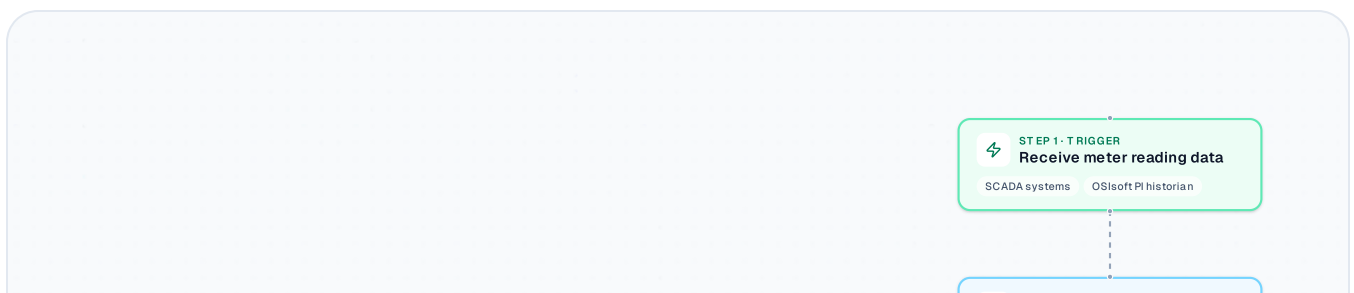 STEP 1 · TRIGGER
Receive meter reading data
SCADA systems OSIsoft PI historian